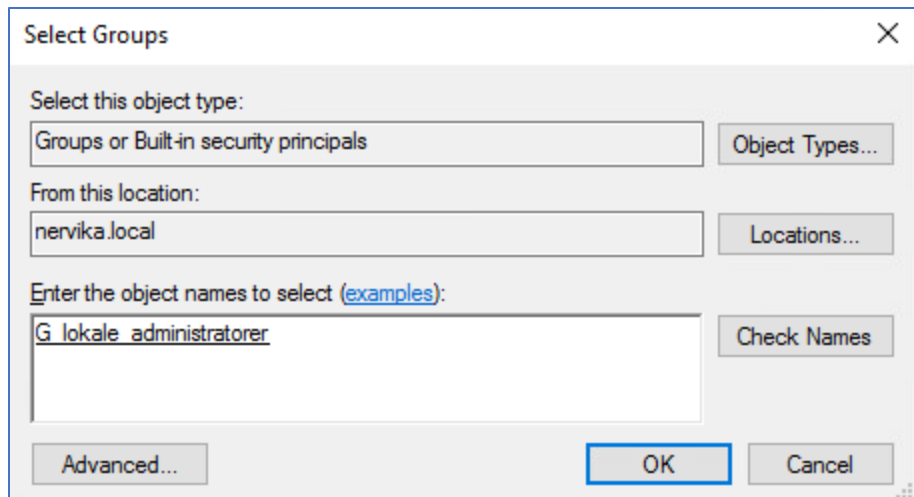 Select Groups
Select this object type:
Groups or Built-in security principals
Object Types...
From this location:
nervika.local
Locations...
Enter the object names to select (examples):
G_lokale_administratorer
Check Names
Advanced...
OK
Cancel